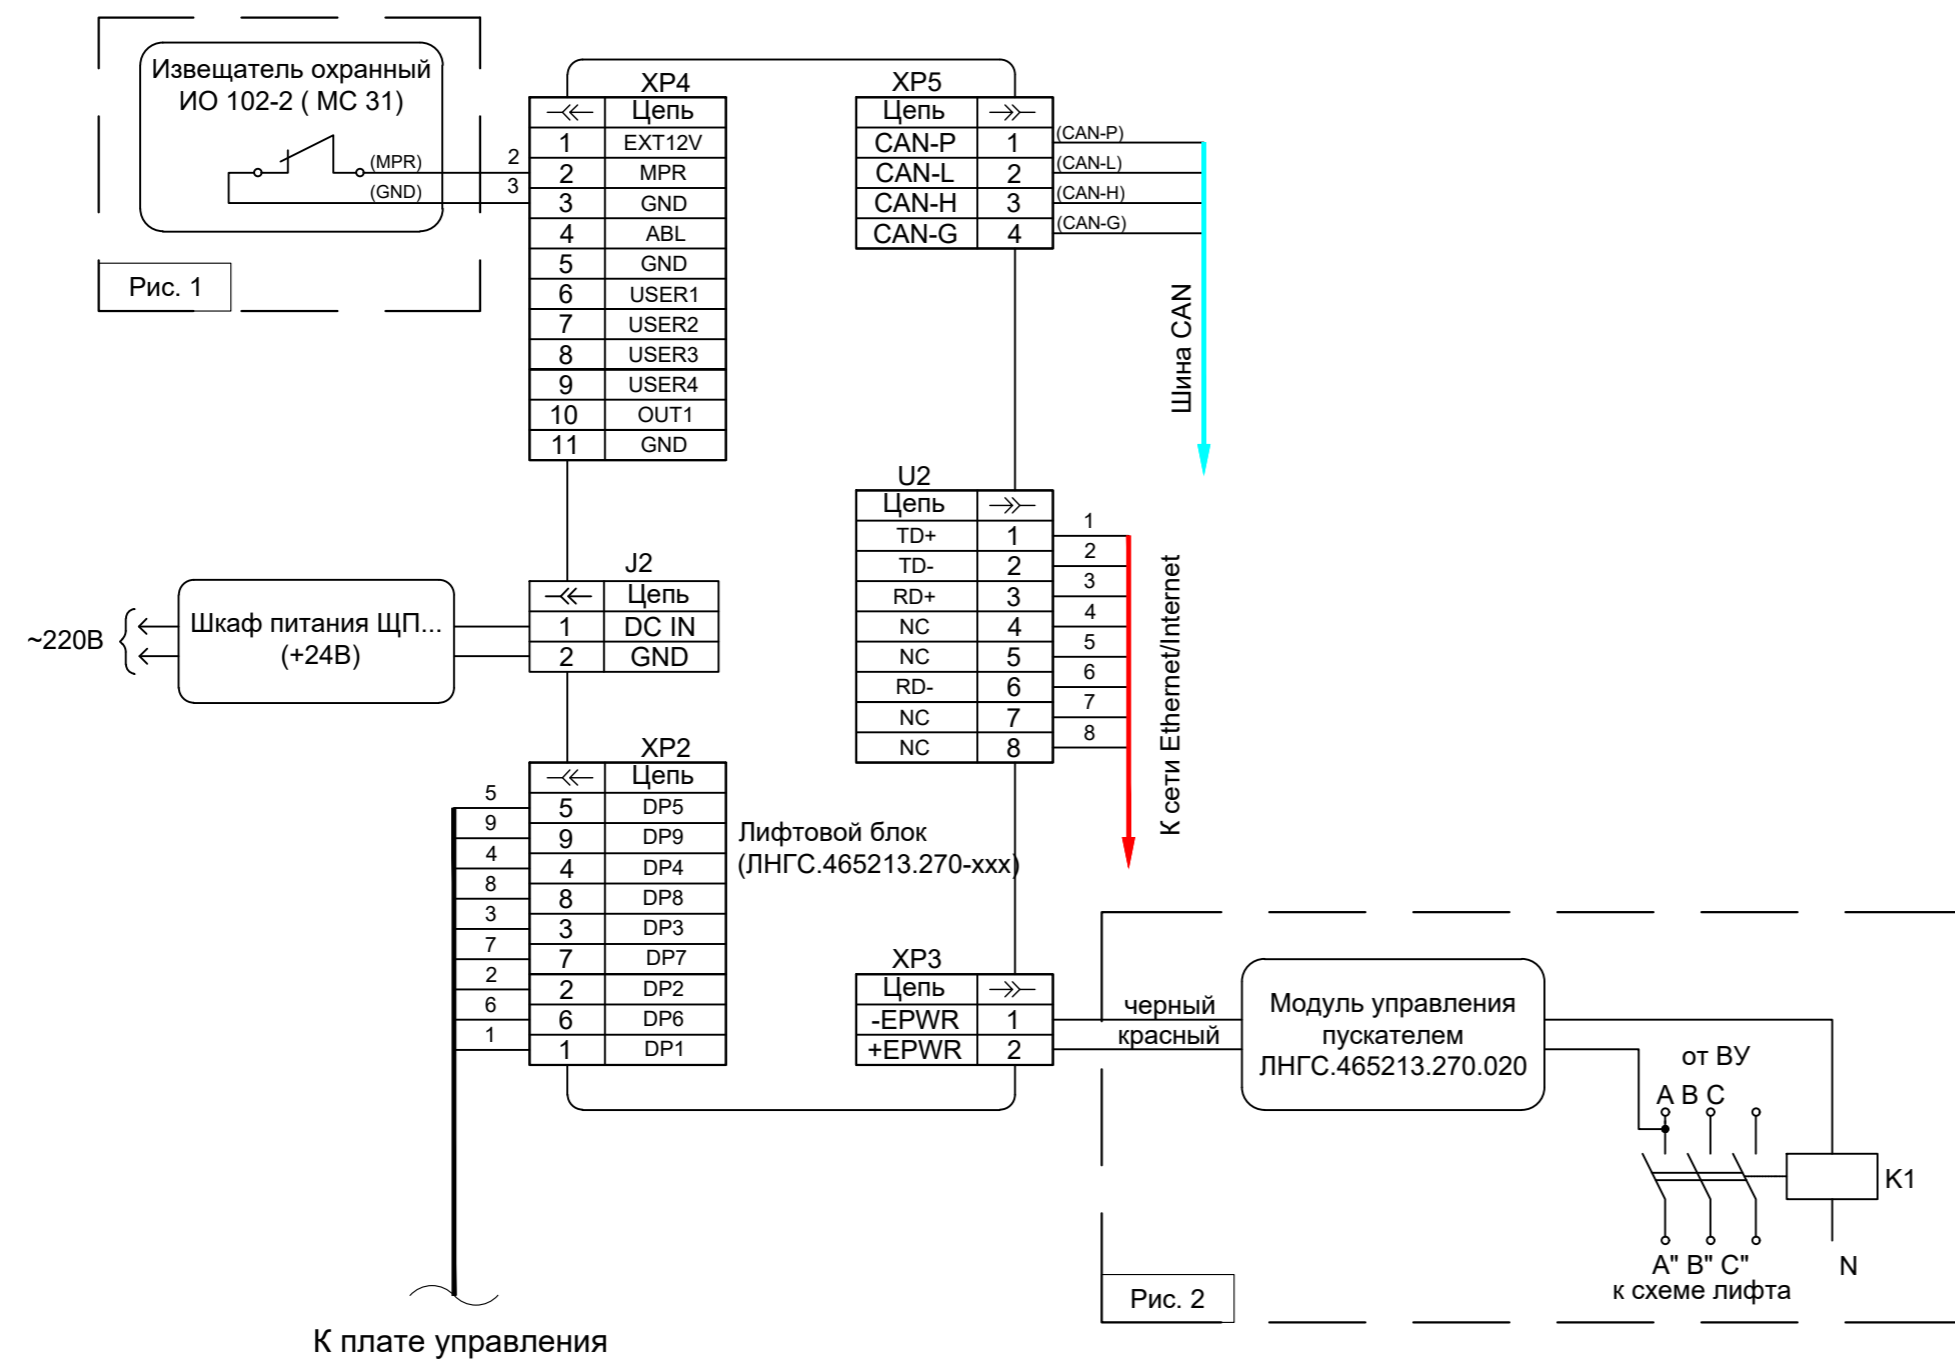 Извещатель охранный
ИО 102-2 ( МС 31)
(MPR)
(GND)
2
3
Рис. 1
XP4
Цепь
1 EXT12V
2 MPR
3 GND
4 ABL
5 GND
6 USER1
7 USER2
8 USER3
9 USER4
10 OUT1
11 GND
XP5
Цепь
CAN-P 1 (CAN-P)
CAN-L 2 (CAN-L)
CAN-H 3 (CAN-H)
CAN-G 4 (CAN-G)
Шина CAN
U2
Цепь
TD+ 1 1
TD- 2 2
RD+ 3 3
NC 4 4
NC 5 5
RD- 6 6
NC 7 7
NC 8 8
К сети Ethernet/Internet
~220В
Шкаф питания ЩП...
(+24В)
J2
Цепь
1 DC IN
2 GND
XP2
Цепь
5 5 DP5
9 9 DP9
4 4 DP4
8 8 DP8
3 3 DP3
7 7 DP7
2 2 DP2
6 6 DP6
1 1 DP1
К плате управления
Лифтовой блок
(ЛНГС.465213.270-xxx)
XP3
Цепь
-EPWR 1
+EPWR 2
черный
красный
Модуль управления
пускателем
ЛНГС.465213.270.020
от ВУ
A B C
K1
A" B" C"
к схеме лифта
N
Рис. 2